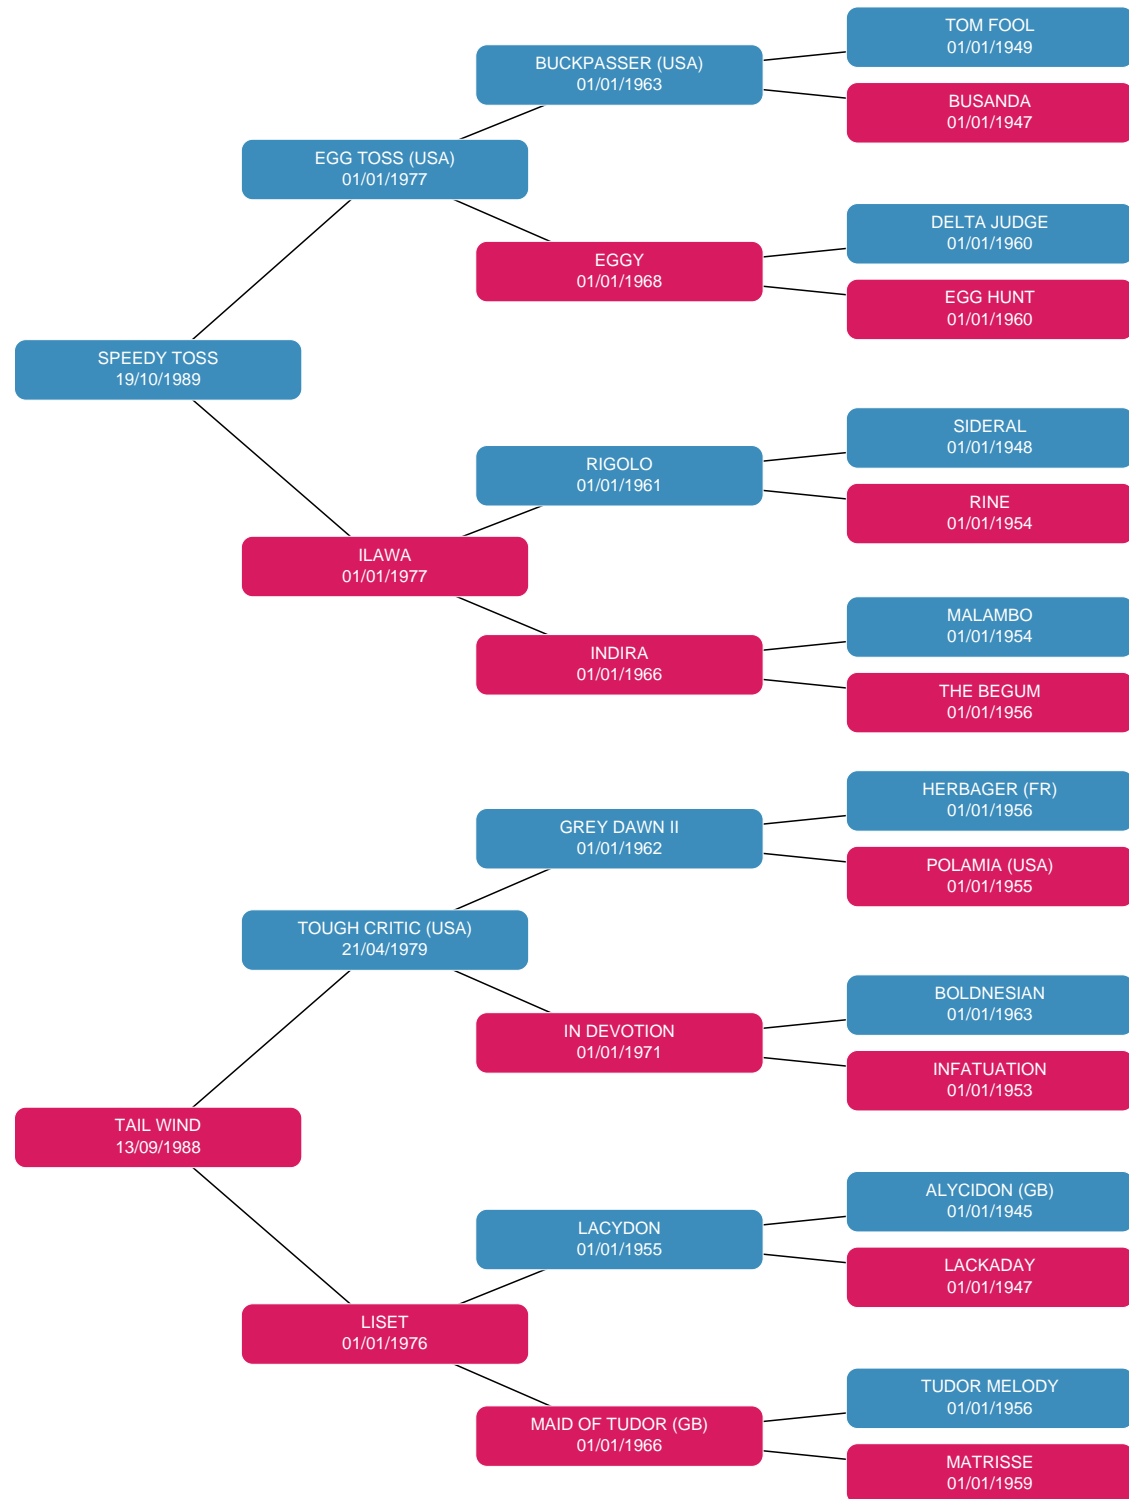 TOM FOOL
01/01/1949
BUCKPASSER (USA)
01/01/1963
BUSANDA
01/01/1947
EGG TOSS (USA)
01/01/1977
DELTA JUDGE
01/01/1960
EGGY
01/01/1968
EGG HUNT
01/01/1960
SPEEDY TOSS
19/10/1989
SIDERAL
01/01/1948
RIGOLO
01/01/1961
RINE
01/01/1954
ILAWA
01/01/1977
MALAMBO
01/01/1954
INDIRA
01/01/1966
THE BEGUM
01/01/1956
HERBAGER (FR)
01/01/1956
GREY DAWN II
01/01/1962
POLAMIA (USA)
01/01/1955
TOUGH CRITIC (USA)
21/04/1979
BOLDNESIAN
01/01/1963
IN DEVOTION
01/01/1971
INFATUATION
01/01/1953
TAIL WIND
13/09/1988
ALYCIDON (GB)
01/01/1945
LACYDON
01/01/1955
LACKADAY
01/01/1947
LISET
01/01/1976
TUDOR MELODY
01/01/1956
MAID OF TUDOR (GB)
01/01/1966
MATRISSE
01/01/1959